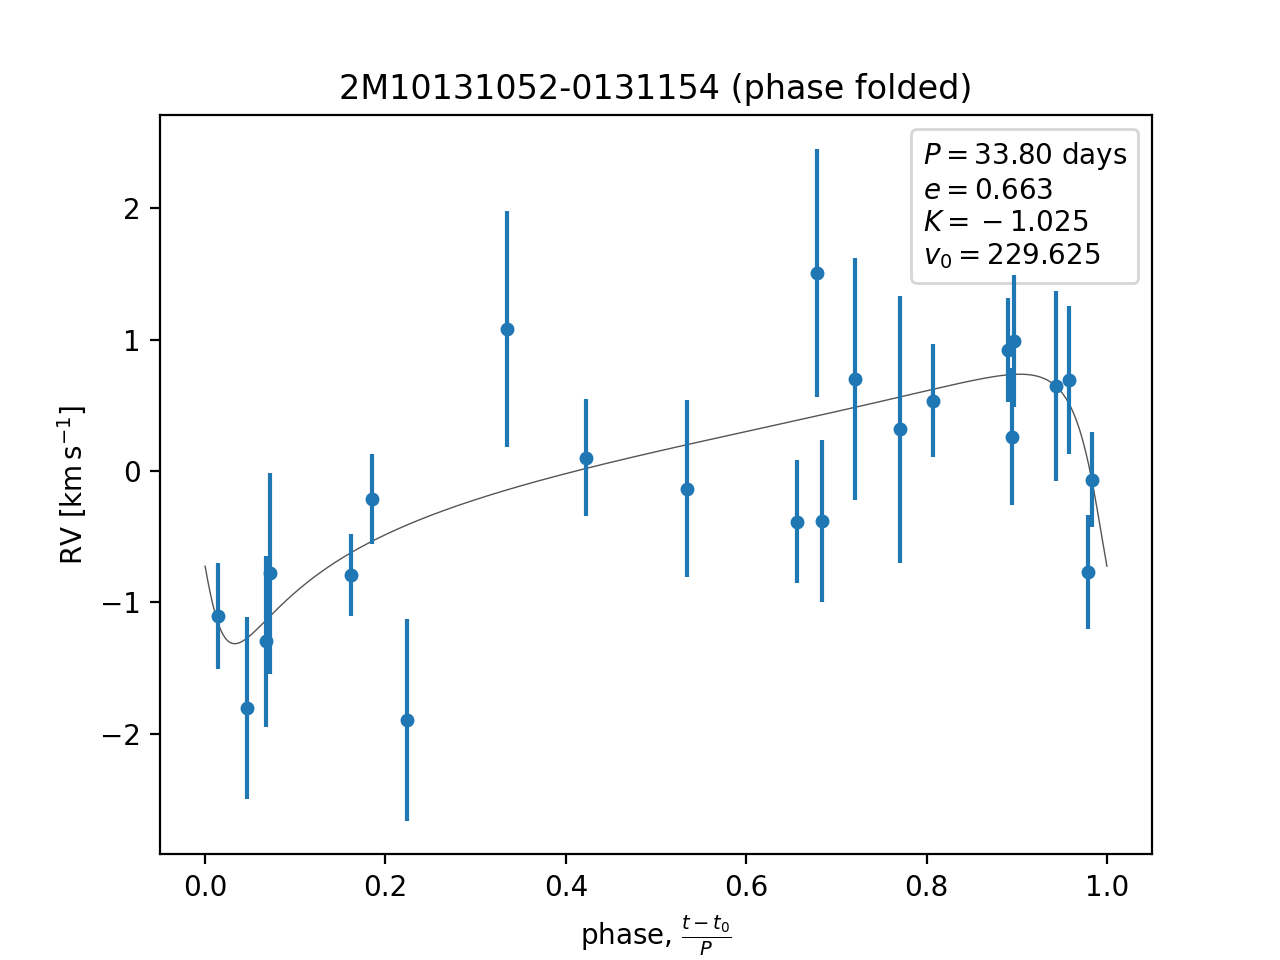 2M10131052-0131154 (phase folded)
P = 33.80 days
e = 0.663
K = −1.025
v₀ = 229.625
2
1
0
−1
−2
RV [km s⁻¹]
0.0 0.2 0.4 0.6 0.8 1.0
phase, (t − t₀)/P